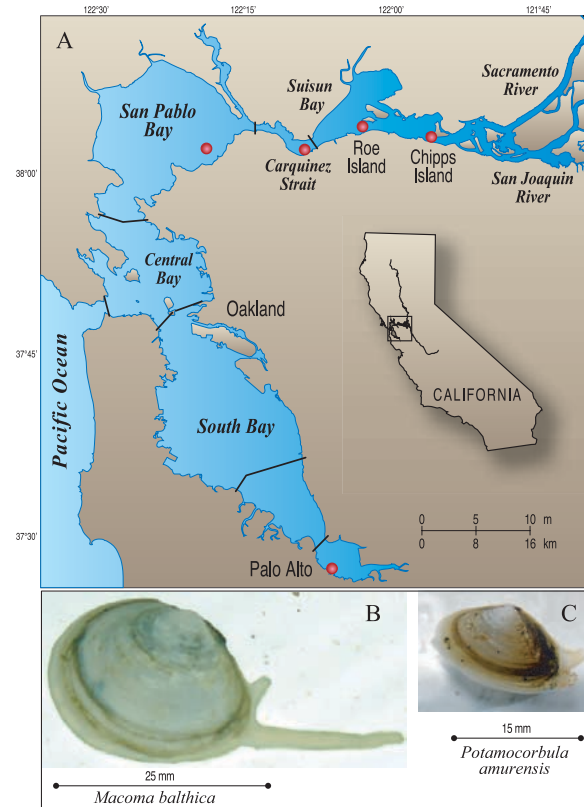 122°30'
122°15'
122°00'
121°45'
A
Suisun
Bay
Sacramento
River
San Pablo
Bay
Roe
Island
Chipps
Island
Carquinez
Strait
San Joaquin
River
38°00'
Central
Bay
Oakland
37°45'
CALIFORNIA
Pacific Ocean
South Bay
37°30'
0 5 10 m
0 8 16 km
Palo Alto
B
C
25 mm
Macoma balthica
15 mm
Potamocorbula
amurensis